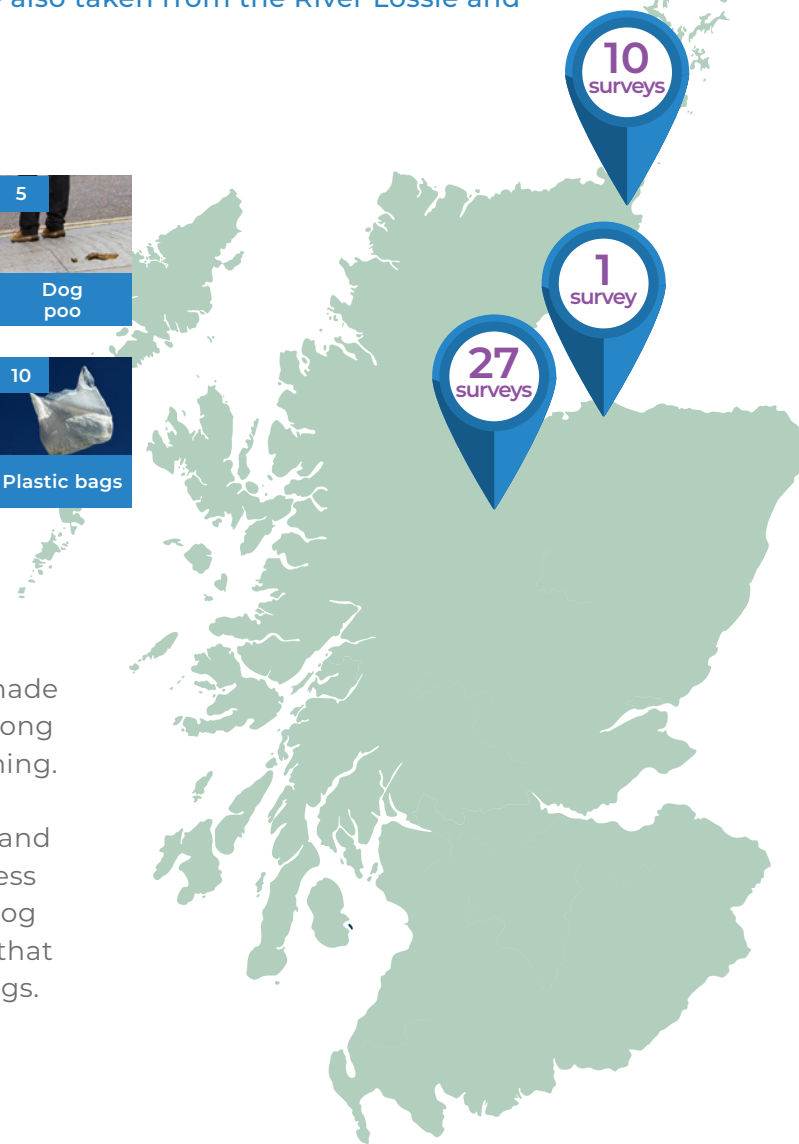 also taken from the River Lossie and
10
surveys
5
Dog
poo
1
survey
27
surveys
10
Plastic bags
made
ong
ning.
and
ess
og
that
gs.